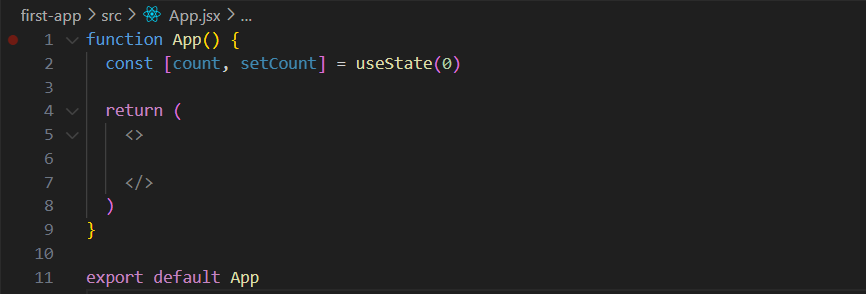 first-app > src > App.jsx > ...
1 function App() {
2 const [count, setCount] = useState(0)
3
4 return (
5 <>
6
7 </>
8 )
9 }
10
11 export default App